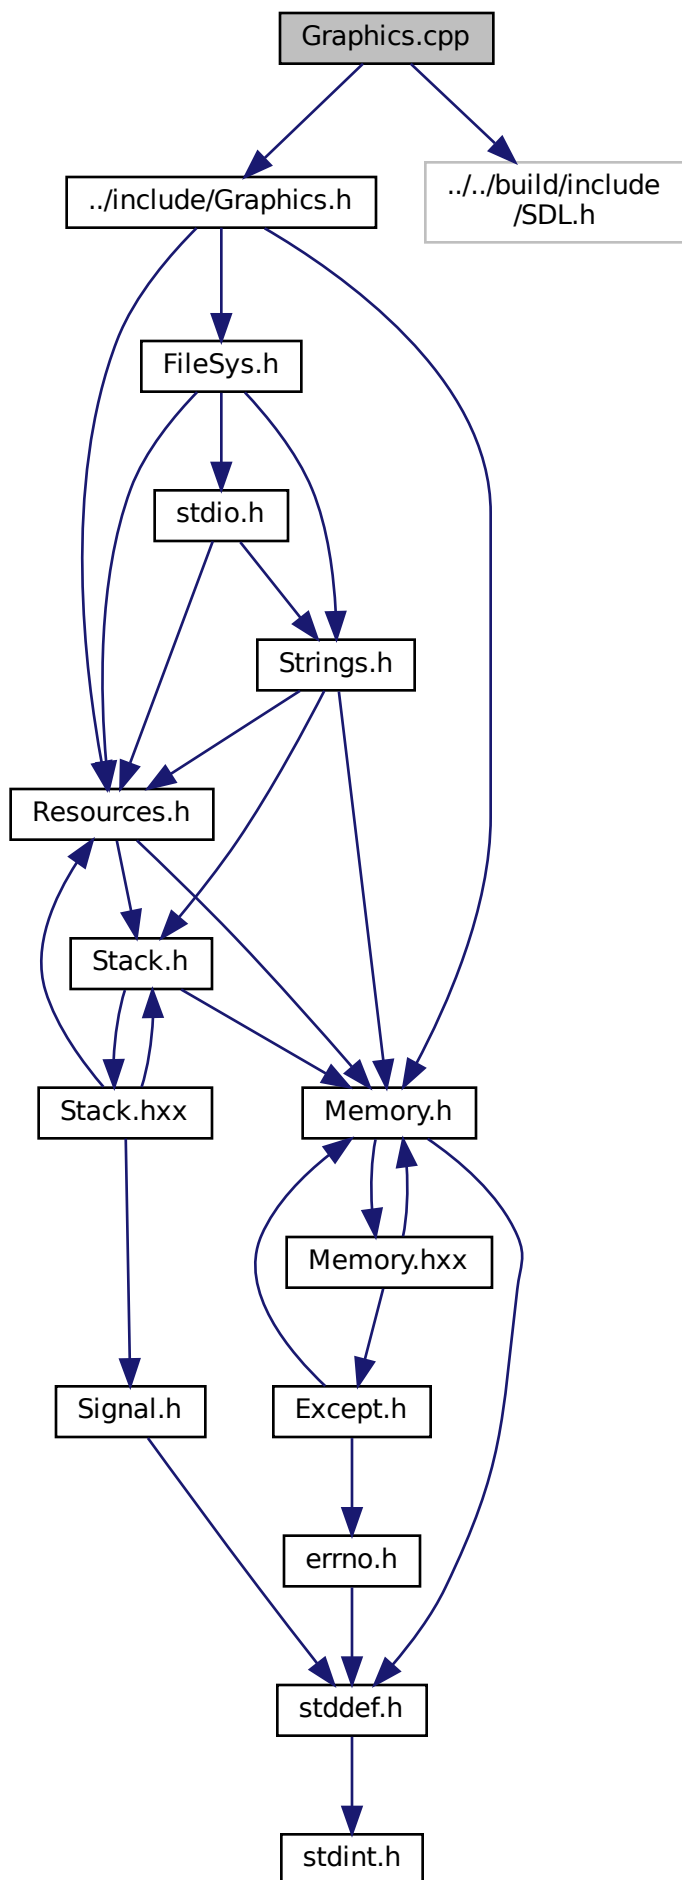 Graphics.cpp
../include/Graphics.h
../../build/include
/SDL.h
FileSys.h
stdio.h
Strings.h
Resources.h
Stack.h
Stack.hxx
Memory.h
Memory.hxx
Signal.h
Except.h
errno.h
stddef.h
stdint.h